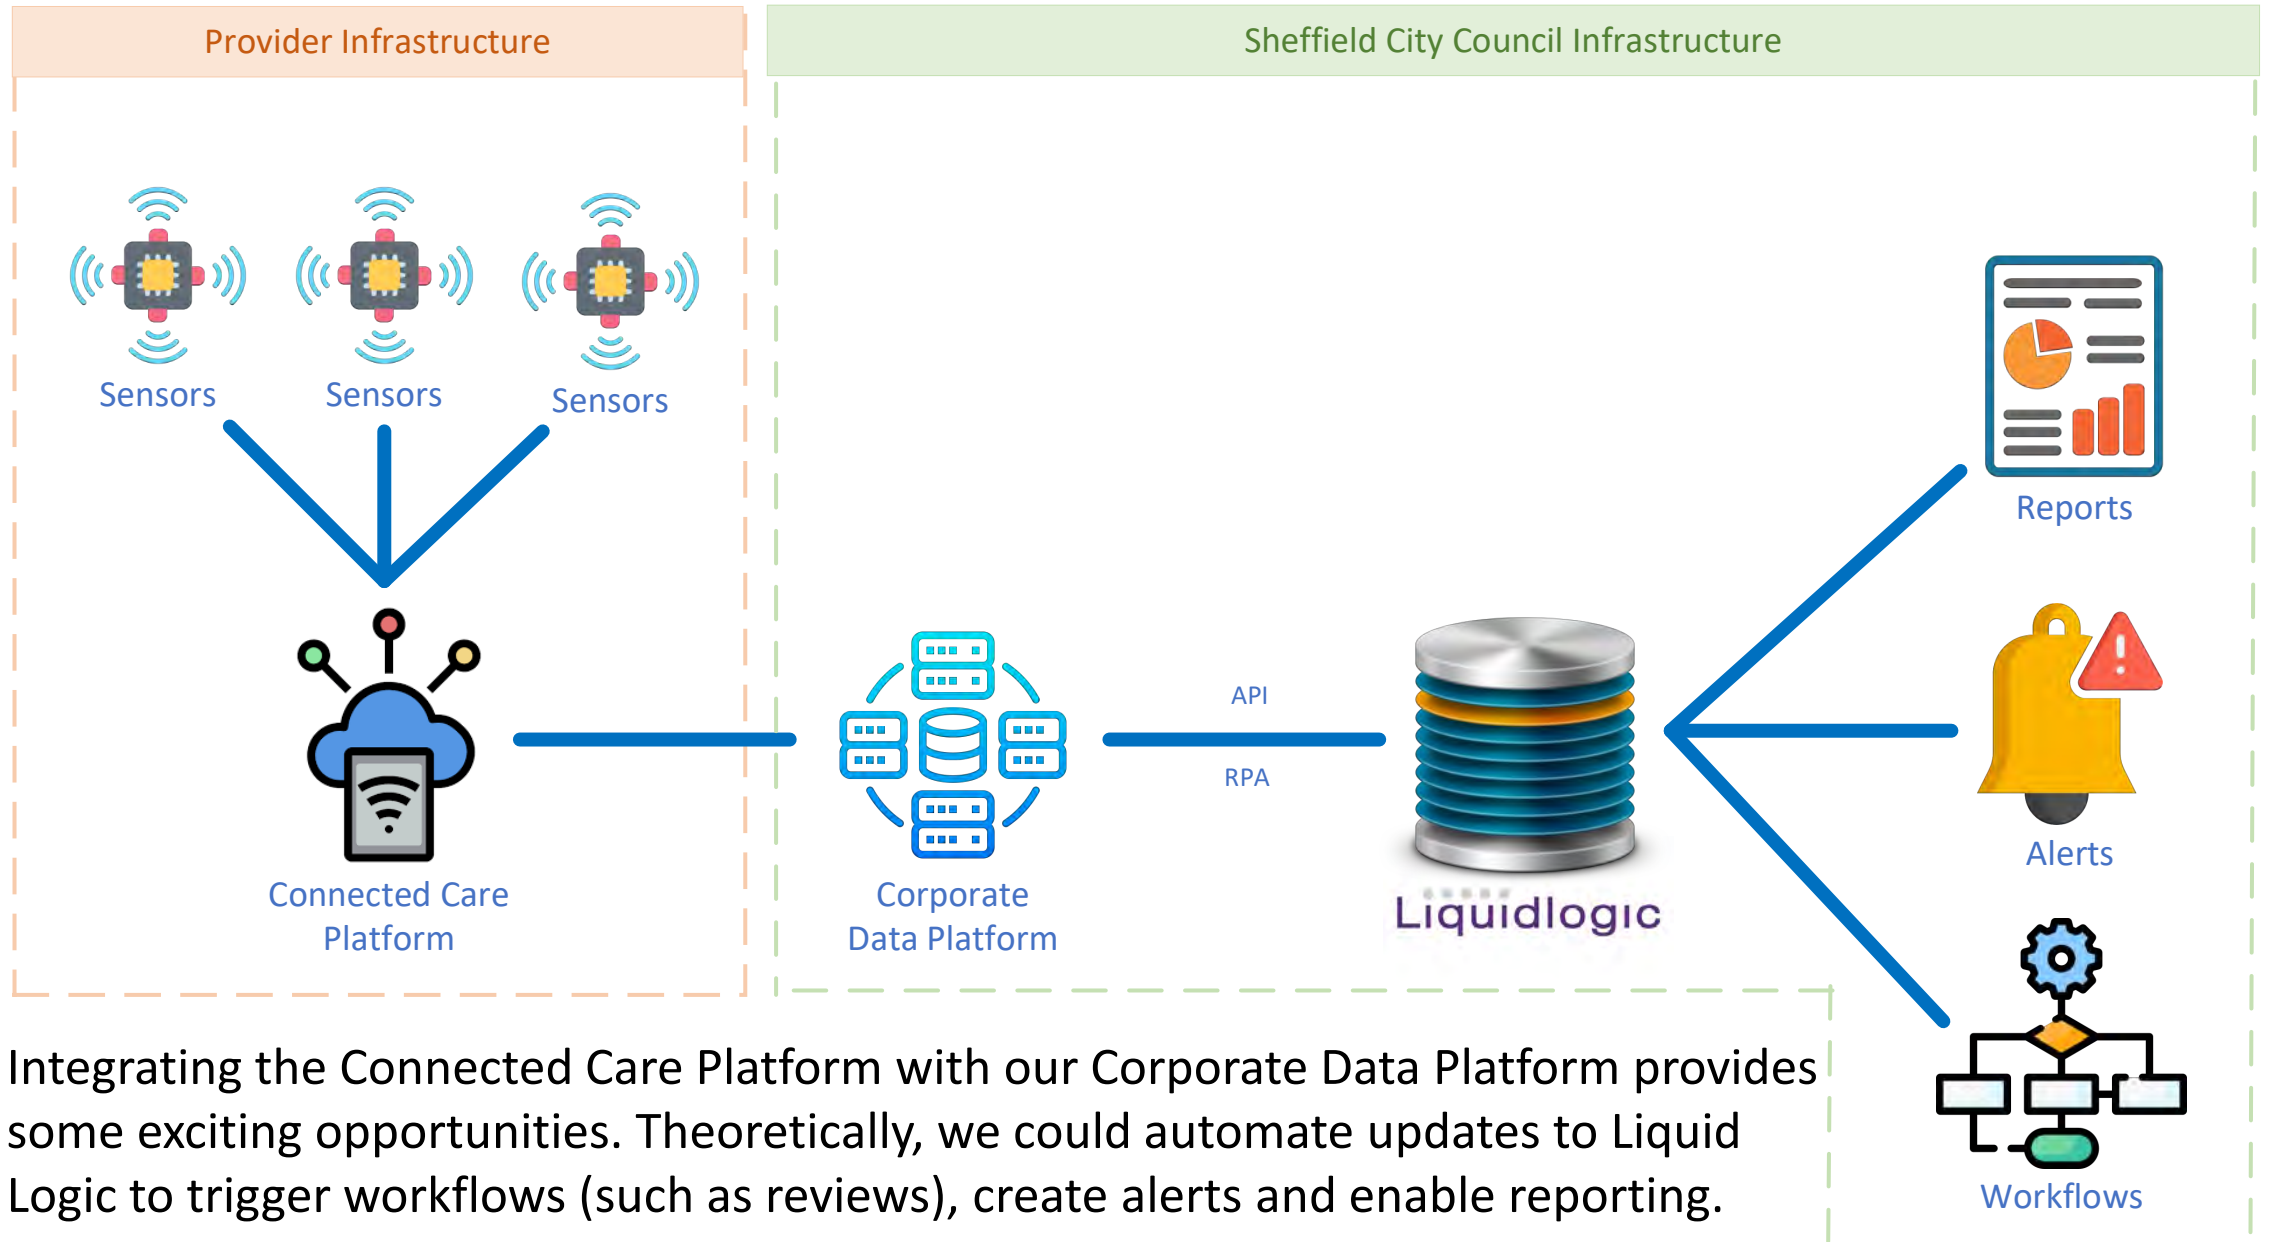 Provider Infrastructure
Sheffield City Council Infrastructure
Sensors
Sensors
Sensors
Reports
API
RPA
Alerts
Connected Care
Platform
Corporate
Data Platform
Liquidlogic
Workflows
Integrating the Connected Care Platform with our Corporate Data Platform provides
some exciting opportunities. Theoretically, we could automate updates to Liquid
Logic to trigger workflows (such as reviews), create alerts and enable reporting.